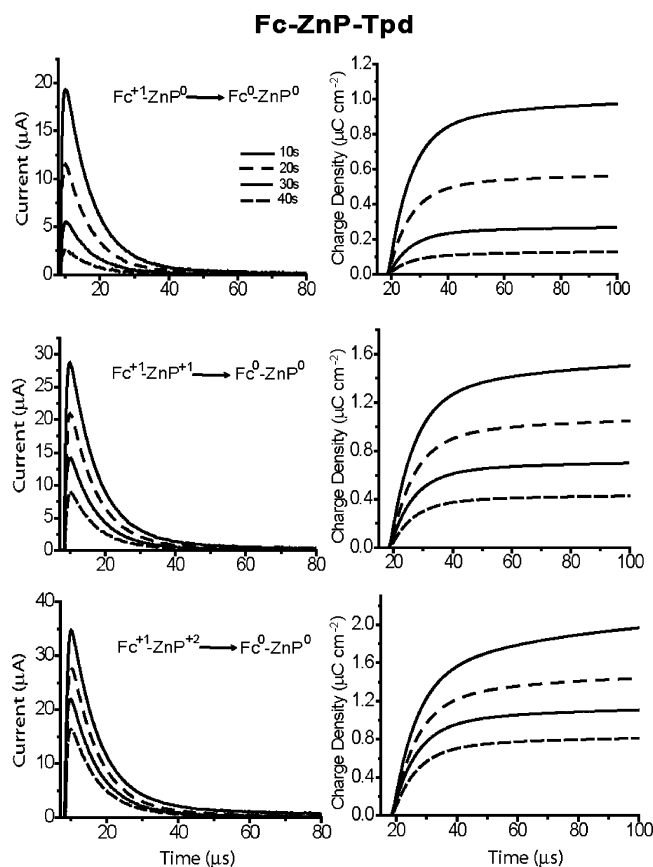 Fc-ZnP-Tpd
Current (μA)
20
15
10
5
0
20 40 60 80
Fc+1-ZnP0 → Fc0-ZnP0
10s
20s
30s
40s
Charge Density (μC cm-2)
1.2
1.0
0.8
0.6
0.4
0.2
0.0
20 40 60 80 100
Current (μA)
30
25
20
15
10
5
0
20 40 60 80
Fc+1-ZnP+1 → Fc0-ZnP0
Charge Density (μC cm-2)
1.6
1.2
0.8
0.4
0.0
20 40 60 80 100
Current (μA)
40
30
20
10
0
20 40 60 80
Time (μs)
Fc+1-ZnP+2 → Fc0-ZnP0
Charge Density (μC cm-2)
2.0
1.6
1.2
0.8
0.4
0.0
20 40 60 80 100
Time (μs)